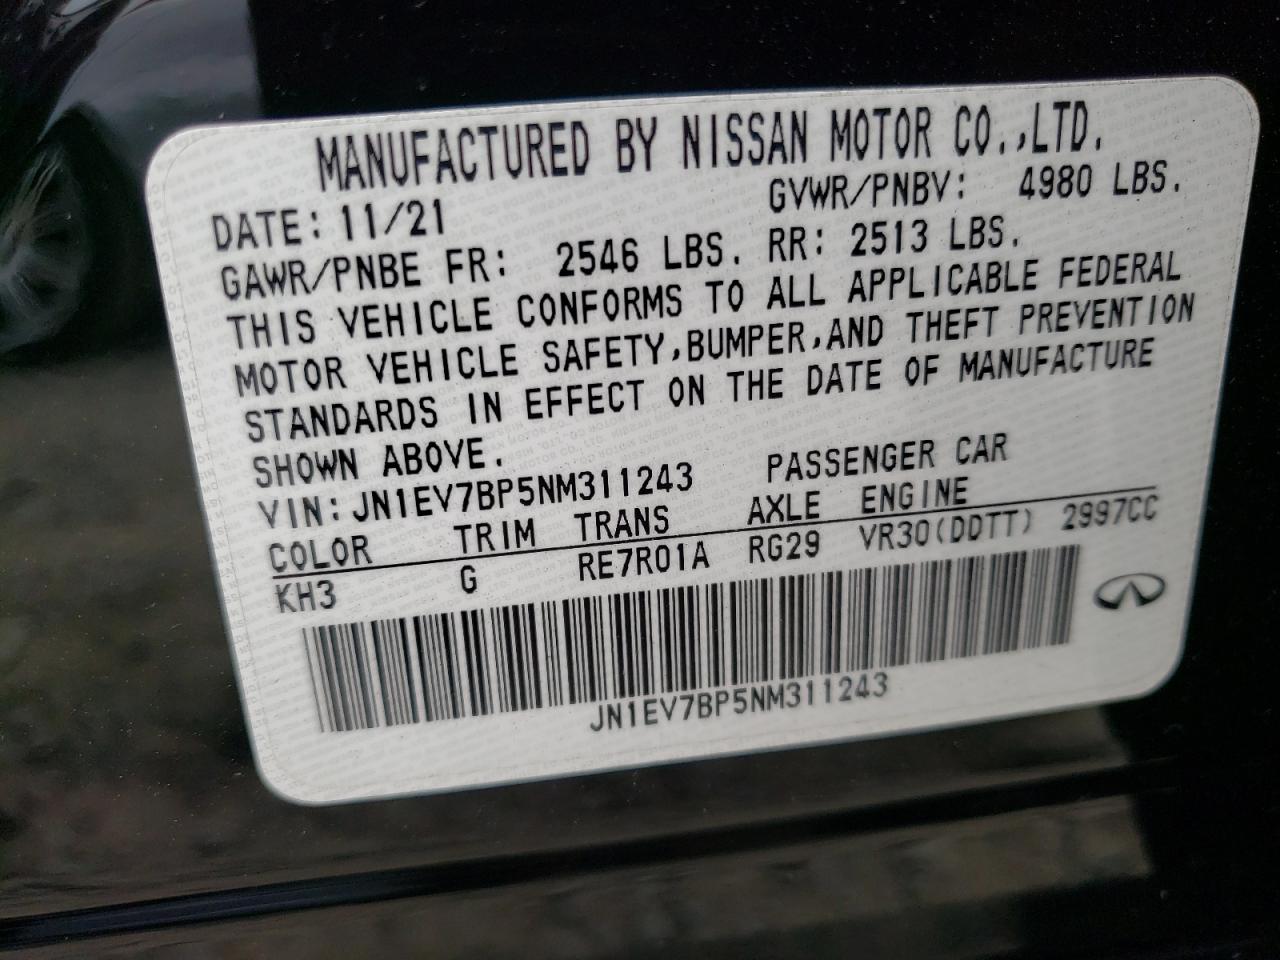 MANUFACTURED BY NISSAN MOTOR CO.,LTD.
DATE: 11/21 GVWR/PNBV: 4980 LBS.
GAWR/PNBE FR: 2546 LBS. RR: 2513 LBS.
THIS VEHICLE CONFORMS TO ALL APPLICABLE FEDERAL
MOTOR VEHICLE SAFETY,BUMPER,AND THEFT PREVENTION
STANDARDS IN EFFECT ON THE DATE OF MANUFACTURE
SHOWN ABOVE.
VIN: JN1EV7BP5NM311243 PASSENGER CAR
COLOR TRIM TRANS AXLE ENGINE
KH3 G RE7R01A RG29 VR30(DDTT) 2997CC
JN1EV7BP5NM311243